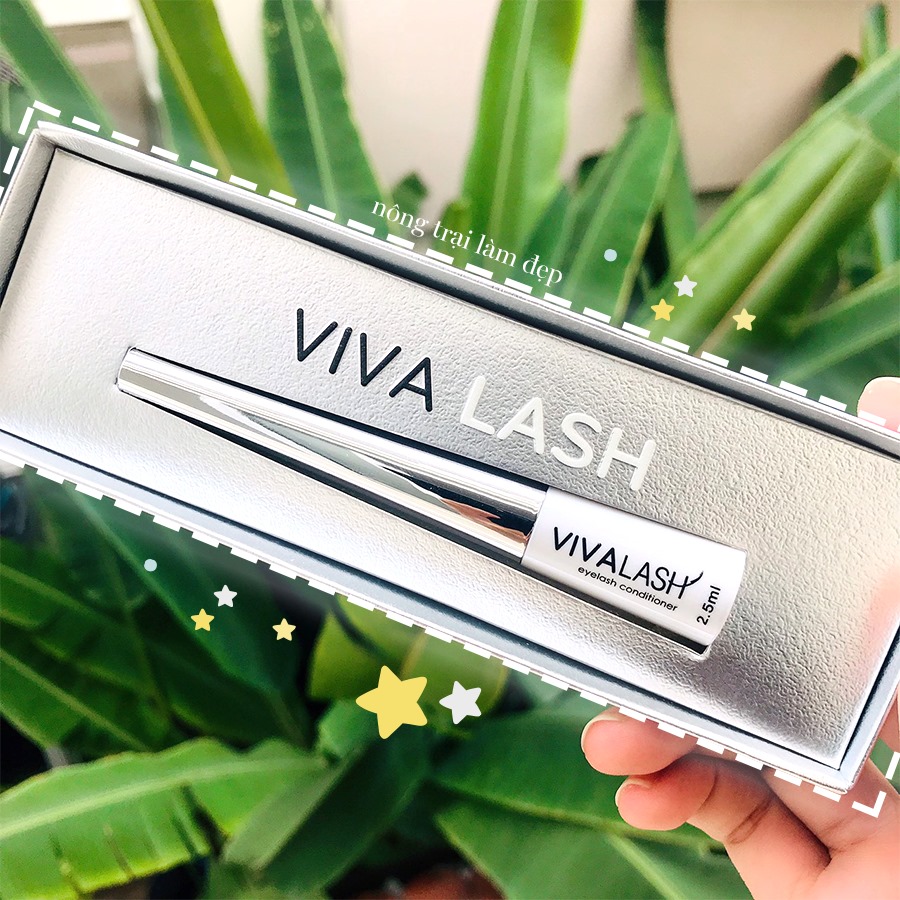 nông trại làm đẹp
VIVA LASH
VIVALASH
eyelash conditioner
2.5ml